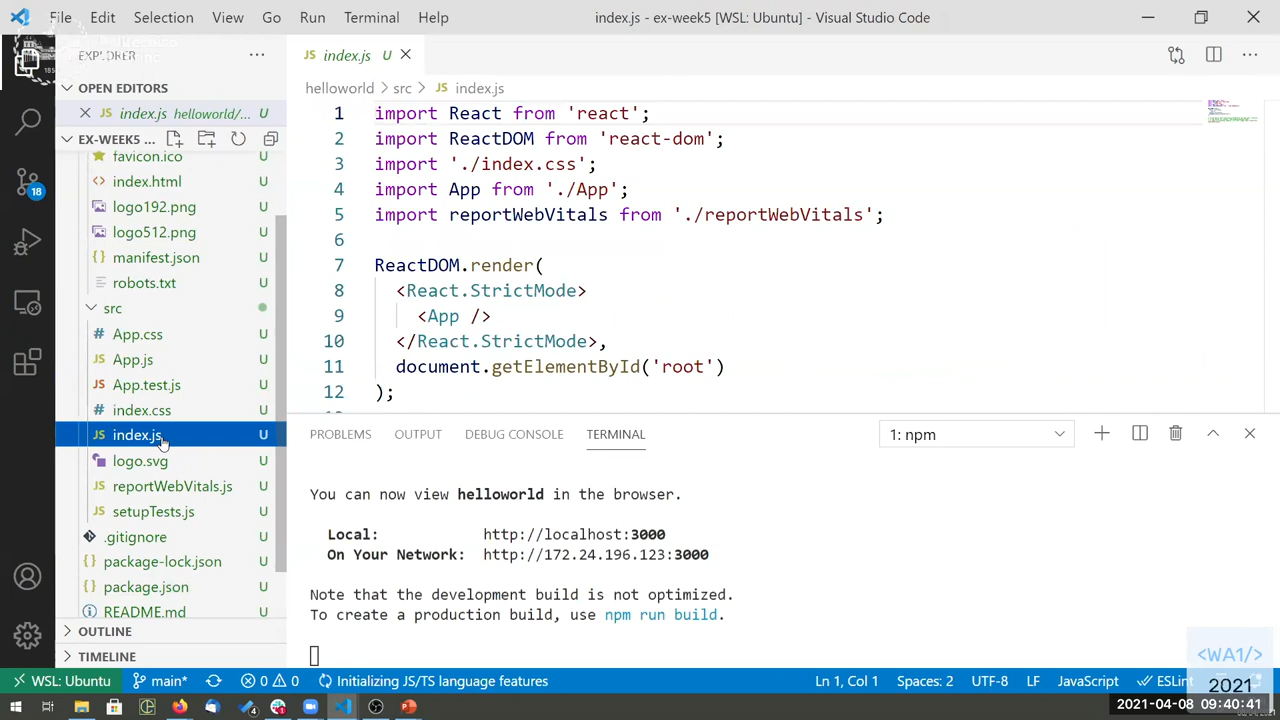 File Edit Selection View Go Run Terminal Help
index.js - ex-week5 [WSL: Ubuntu] - Visual Studio Code
EXPLORER
OPEN EDITORS
index.js helloworld/... U
EX-WEEK5 ...
favicon.ico U
index.html U
logo192.png U
logo512.png U
manifest.json U
robots.txt U
src
App.css U
App.js U
App.test.js U
index.css U
index.js U
logo.svg U
reportWebVitals.js U
setupTests.js U
.gitignore U
package-lock.json U
package.json U
README.md U
OUTLINE
TIMELINE
18
JS index.js U
helloworld > src > JS index.js
1 import React from 'react';
2 import ReactDOM from 'react-dom';
3 import './index.css';
4 import App from './App';
5 import reportWebVitals from './reportWebVitals';
6
7 ReactDOM.render(
8 <React.StrictMode>
9 <App />
10 </React.StrictMode>,
11 document.getElementById('root')
12 );
PROBLEMS OUTPUT DEBUG CONSOLE TERMINAL
1: npm
You can now view helloworld in the browser.
Local: http://localhost:3000
On Your Network: http://172.24.196.123:3000
Note that the development build is not optimized.
To create a production build, use npm run build.
WSL: Ubuntu main* 0 0 Initializing JS/TS language features
Ln 1, Col 1 Spaces: 2 UTF-8 LF JavaScript ESLint
<WA1/>
2021
2021-04-08 09:40:41